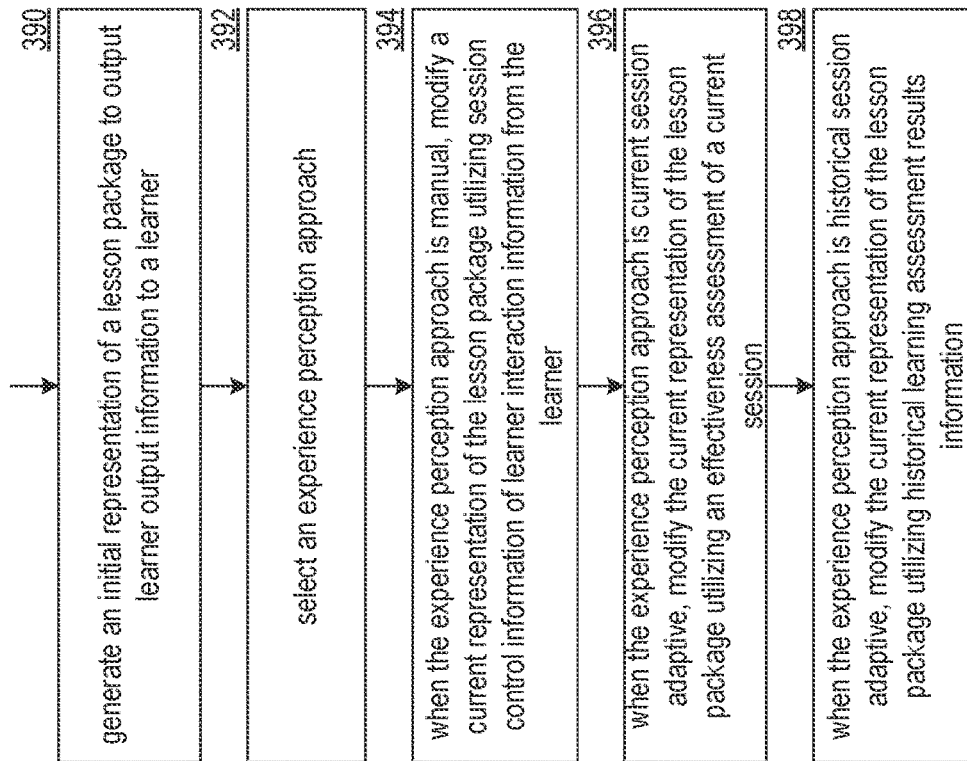 390
generate an initial representation of a lesson package to output
learner output information to a learner
392
select an experience perception approach
394
when the experience perception approach is manual, modify a
current representation of the lesson package utilizing session
control information of learner interaction information from the
learner
396
when the experience perception approach is current session
adaptive, modify the current representation of the lesson
package utilizing an effectiveness assessment of a current
session
398
when the experience perception approach is historical session
adaptive, modify the current representation of the lesson
package utilizing historical learning assessment results
information